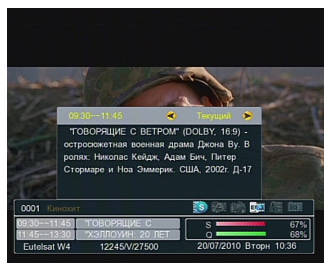 09:30--11:45 Текущий
"ГОВОРЯЩИЕ С ВЕТРОМ" (DOLBY, 16:9) -
остросюжетная военная драма Джона Ву. В
ролях: Николас Кейдж, Адам Бич, Питер
Стормаре и Ноа Эммерик. США, 2002г. Д-17
0001 Кинохит
09:30--11:45 "ГОВОРЯЩИЕ С
11:45--13:30 "ХЭЛЛОУИН: 20 ЛЕТ
S 67%
Q 68%
Eutelsat W4 12245/V/27500 20/07/2010 Вторн 10:36